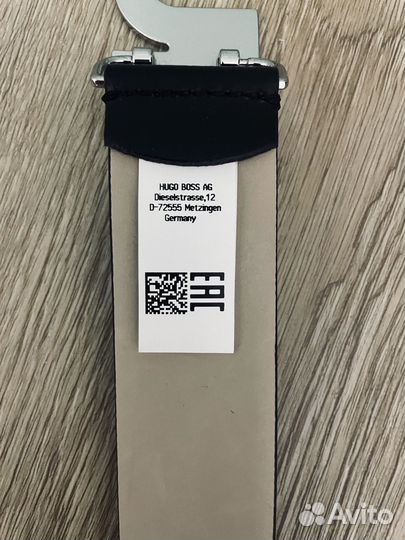 HUGO BOSS AG
Dieselstrasse,12
D-72555 Metzingen
Germany
EAC
Avito